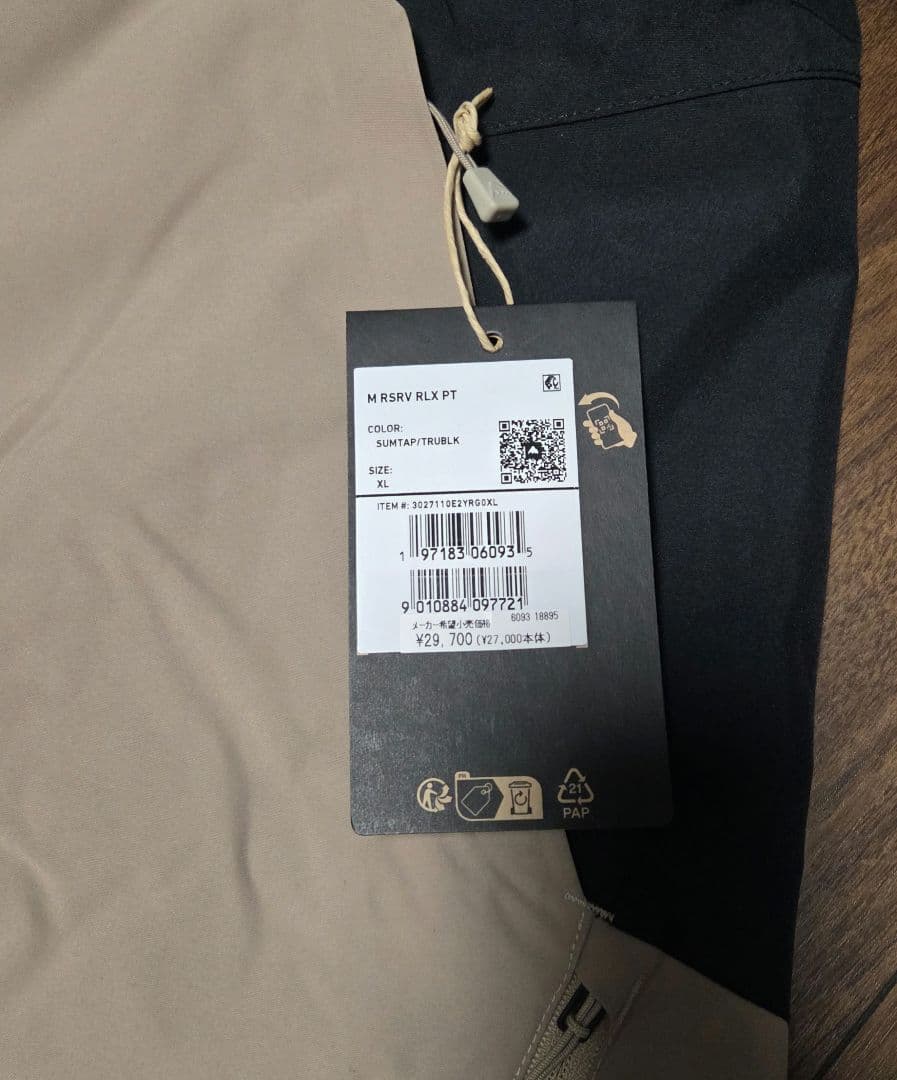 M RSRV RLX PT
COLOR:
SUMTAP/TRUBLK
SIZE:
XL
ITEM #: 3027110E2YRG0XL
1 97183 06093 5
9 010884 097721
6093 18895
メーカー希望小売価格
¥29,700 (¥27,000本体)
FR
21
PAP